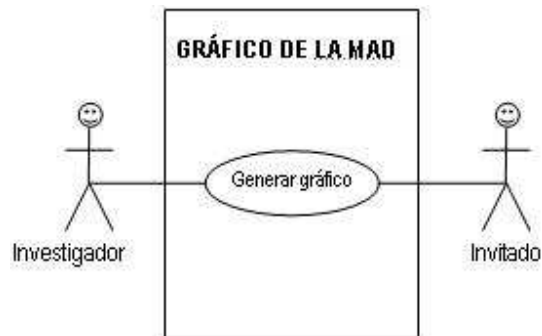 GRÁFICO DE LA MAD
Generar gráfico
Investigador
Invitado